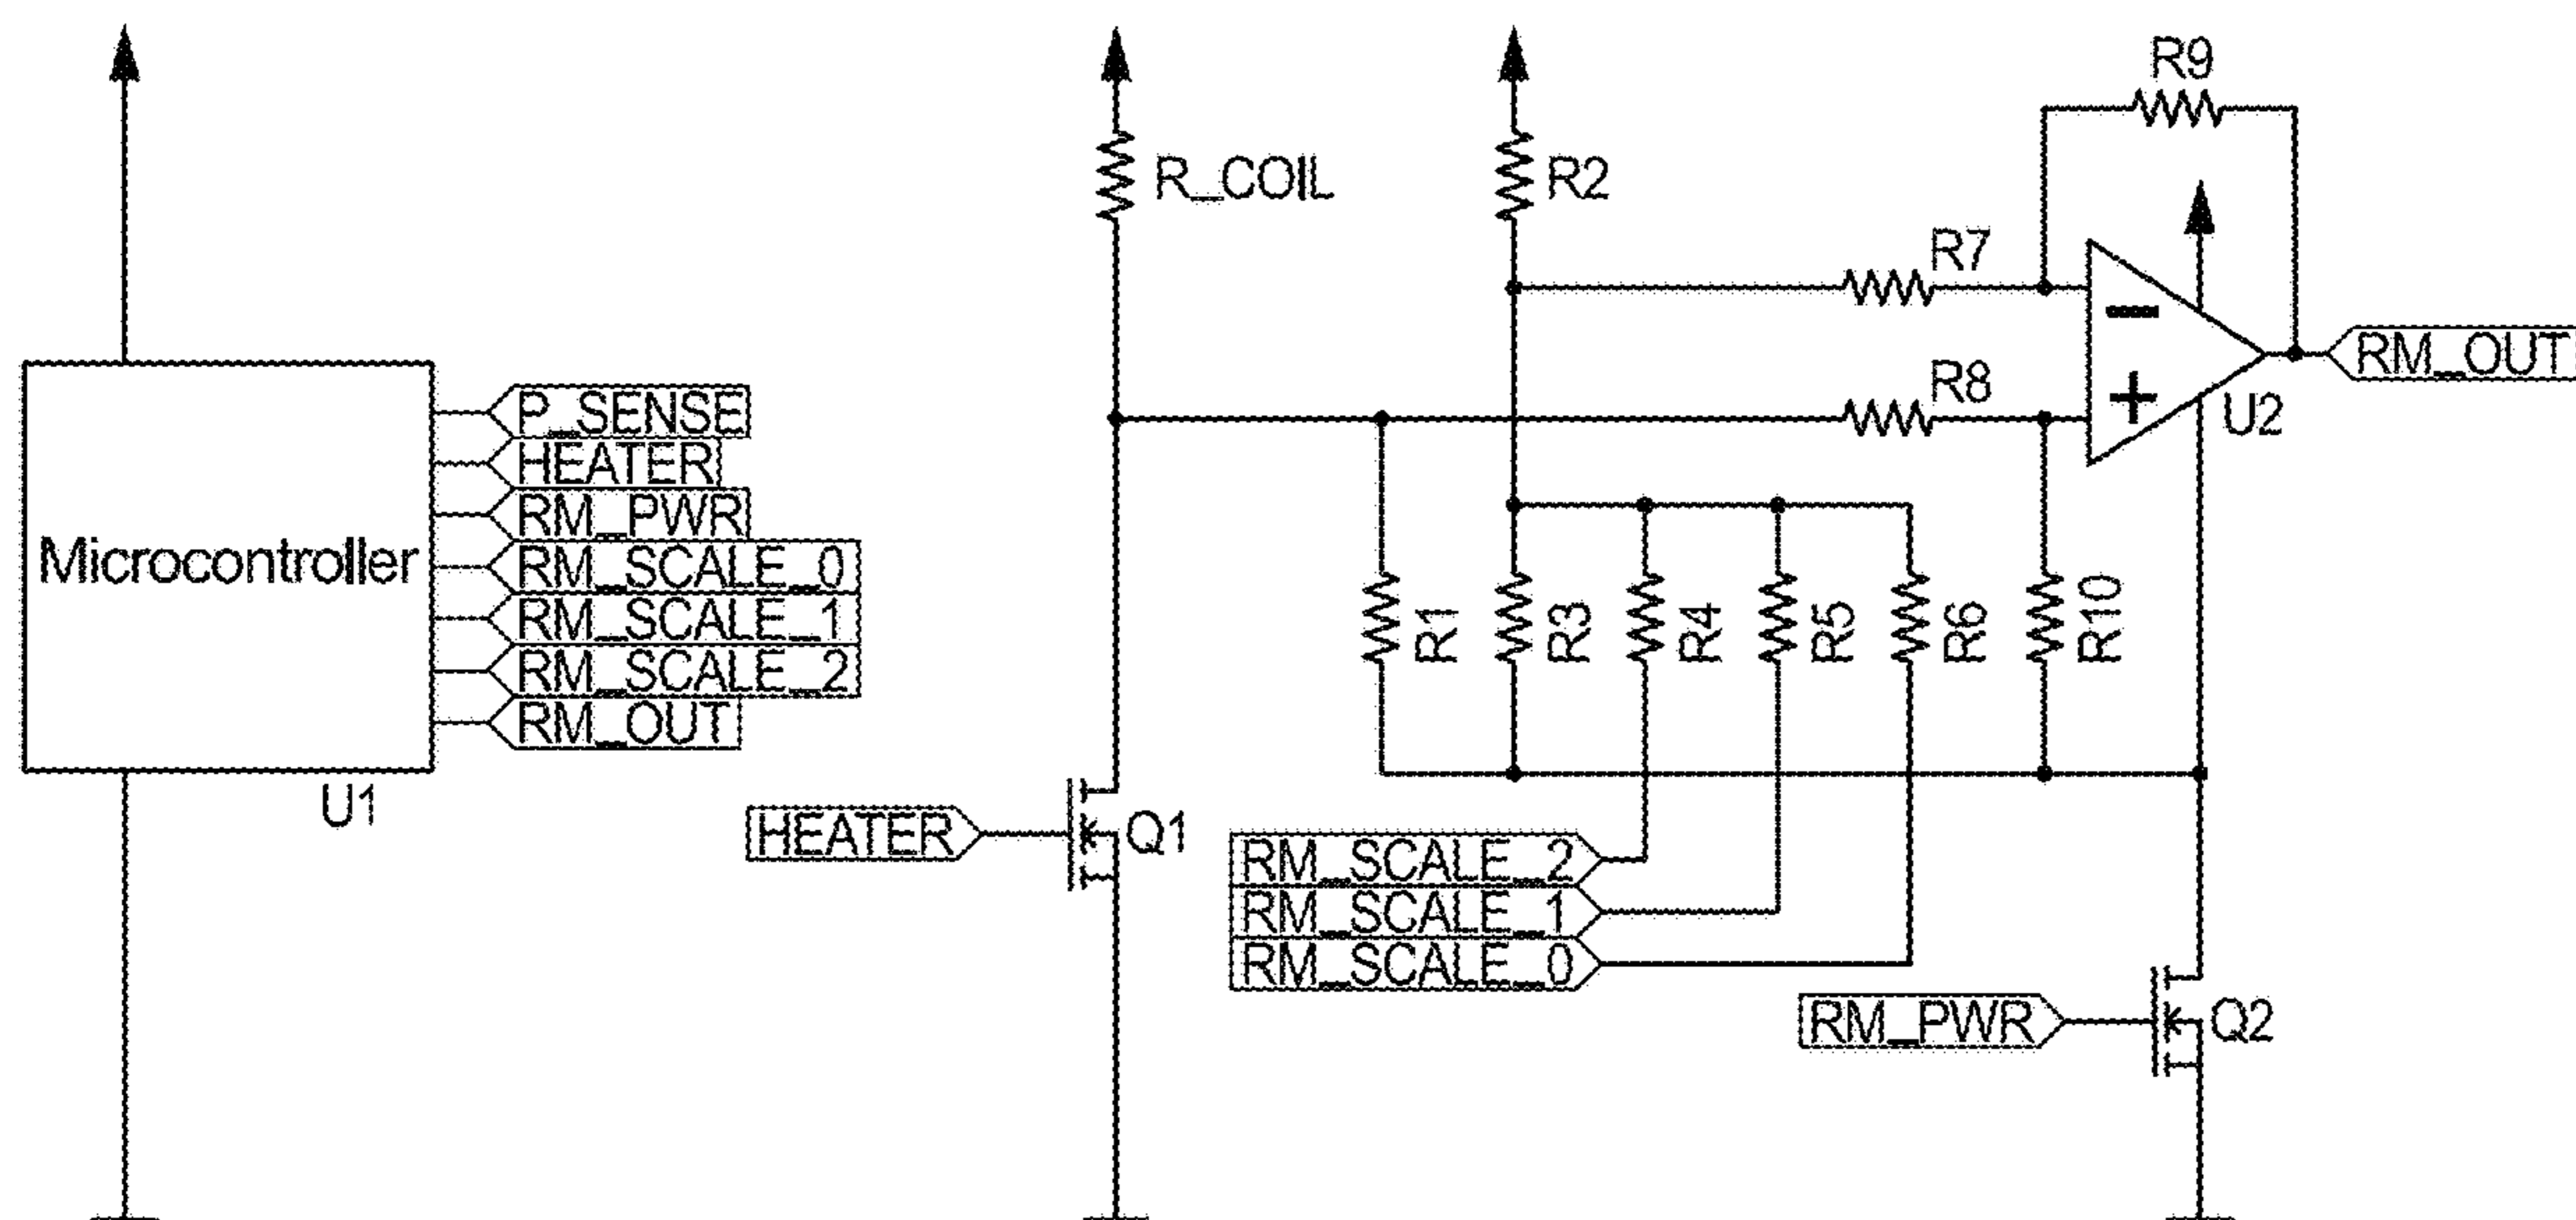 Microcontroller
U1
P_SENSE
HEATER
RM_PWR
RM_SCALE_0
RM_SCALE_1
RM_SCALE_2
RM_OUT
R_COIL
R2
R9
R7
R8
U2
RM_OUT
R1
R3
R4
R5
R6
R10
HEATER
Q1
RM_SCALE_2
RM_SCALE_1
RM_SCALE_0
RM_PWR
Q2